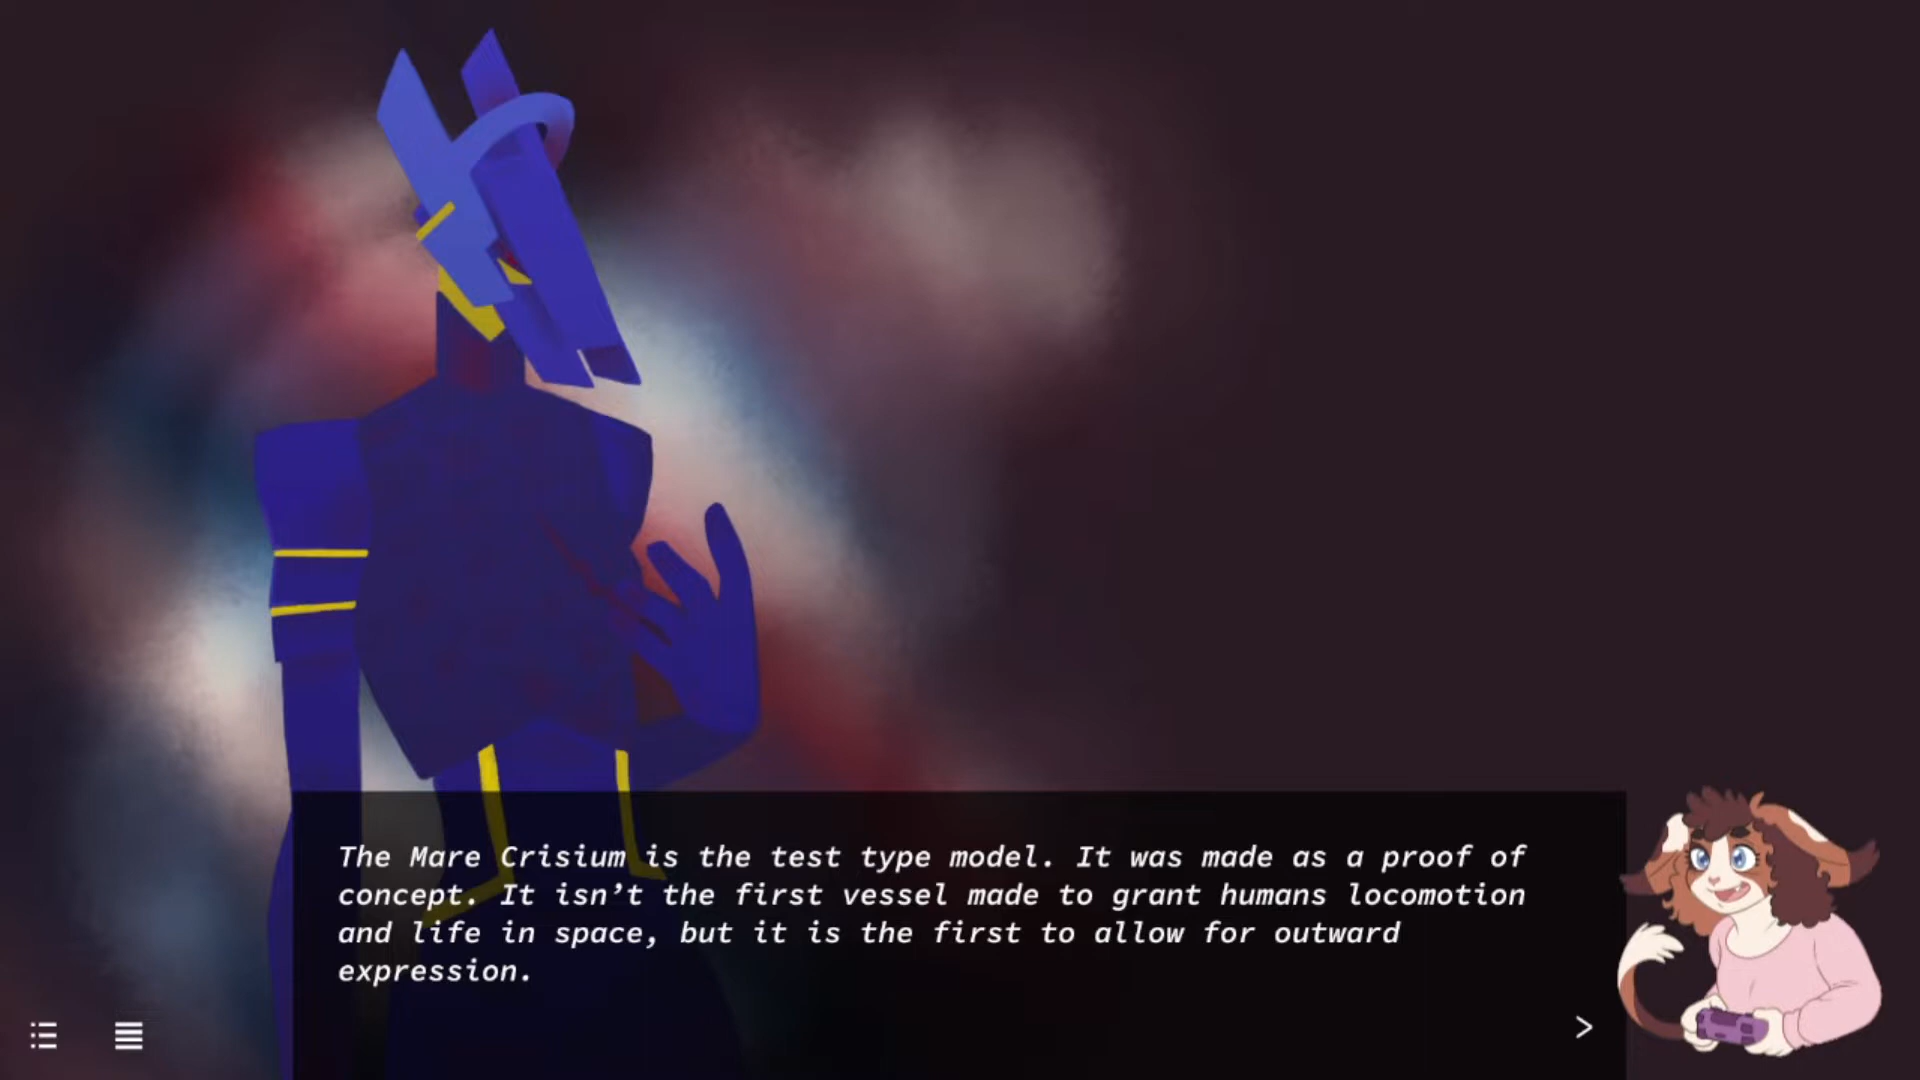 The Mare Crisium is the test type model. It was made as a proof of
concept. It isn’t the first vessel made to grant humans locomotion
and life in space, but it is the first to allow for outward
expression.